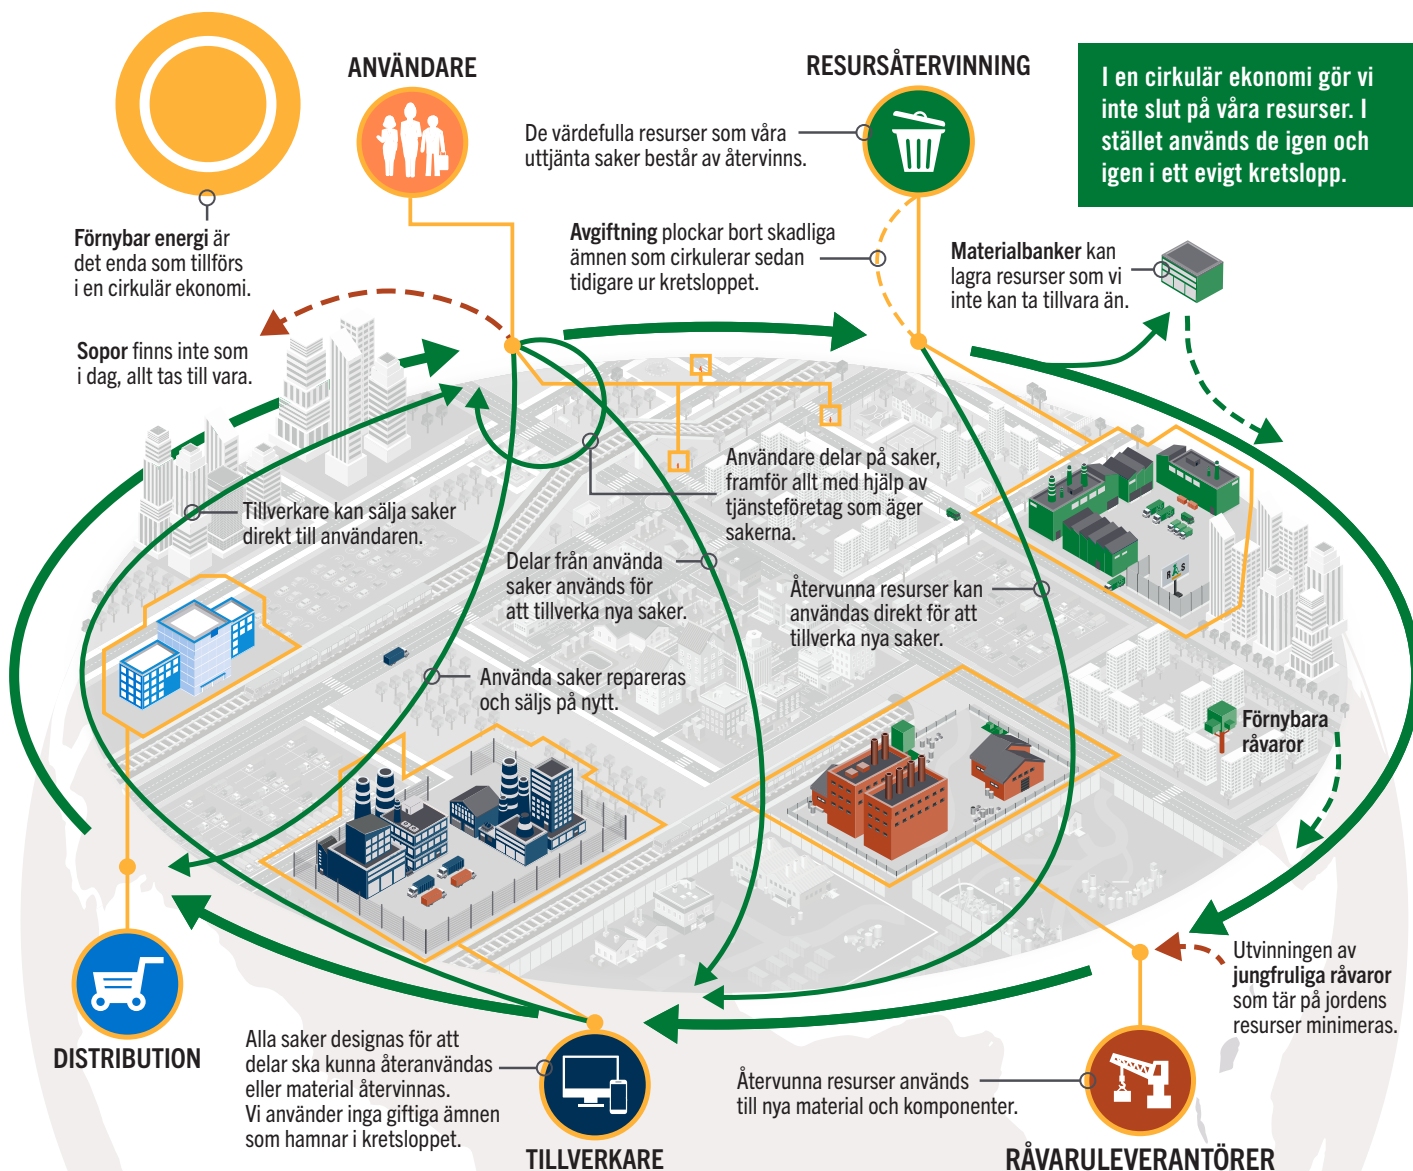 ANVÄNDARE
RESURSÅTERVINNING
I en cirkulär ekonomi gör vi
inte slut på våra resurser. I
stället används de igen och
igen i ett evigt kretslopp.
De värdefulla resurser som våra
uttjänta saker består av återvinns.
Förnybar energi är
det enda som tillförs
i en cirkulär ekonomi.
Avgiftning plockar bort skadliga
ämnen som cirkulerar sedan
tidigare ur kretsloppet.
Materialbanker kan
lagra resurser som vi
inte kan ta tillvara än.
Sopor finns inte som
i dag, allt tas till vara.
Användare delar på saker,
framför allt med hjälp av
tjänsteföretag som äger
sakerna.
Tillverkare kan sälja saker
direkt till användaren.
Delar från använda
saker används för
att tillverka nya saker.
Återvunna resurser kan
användas direkt för att
tillverka nya saker.
RÅS
Använda saker repareras
och säljs på nytt.
Förnybara
råvaror
Utvinningen av
jungfruliga råvaror
som tär på jordens
resurser minimeras.
DISTRIBUTION
Alla saker designas för att
delar ska kunna återanvändas
eller material återvinnas.
Vi använder inga giftiga ämnen
som hamnar i kretsloppet.
Återvunna resurser används
till nya material och komponenter.
TILLVERKARE
RÅVARULEVERANTÖRER